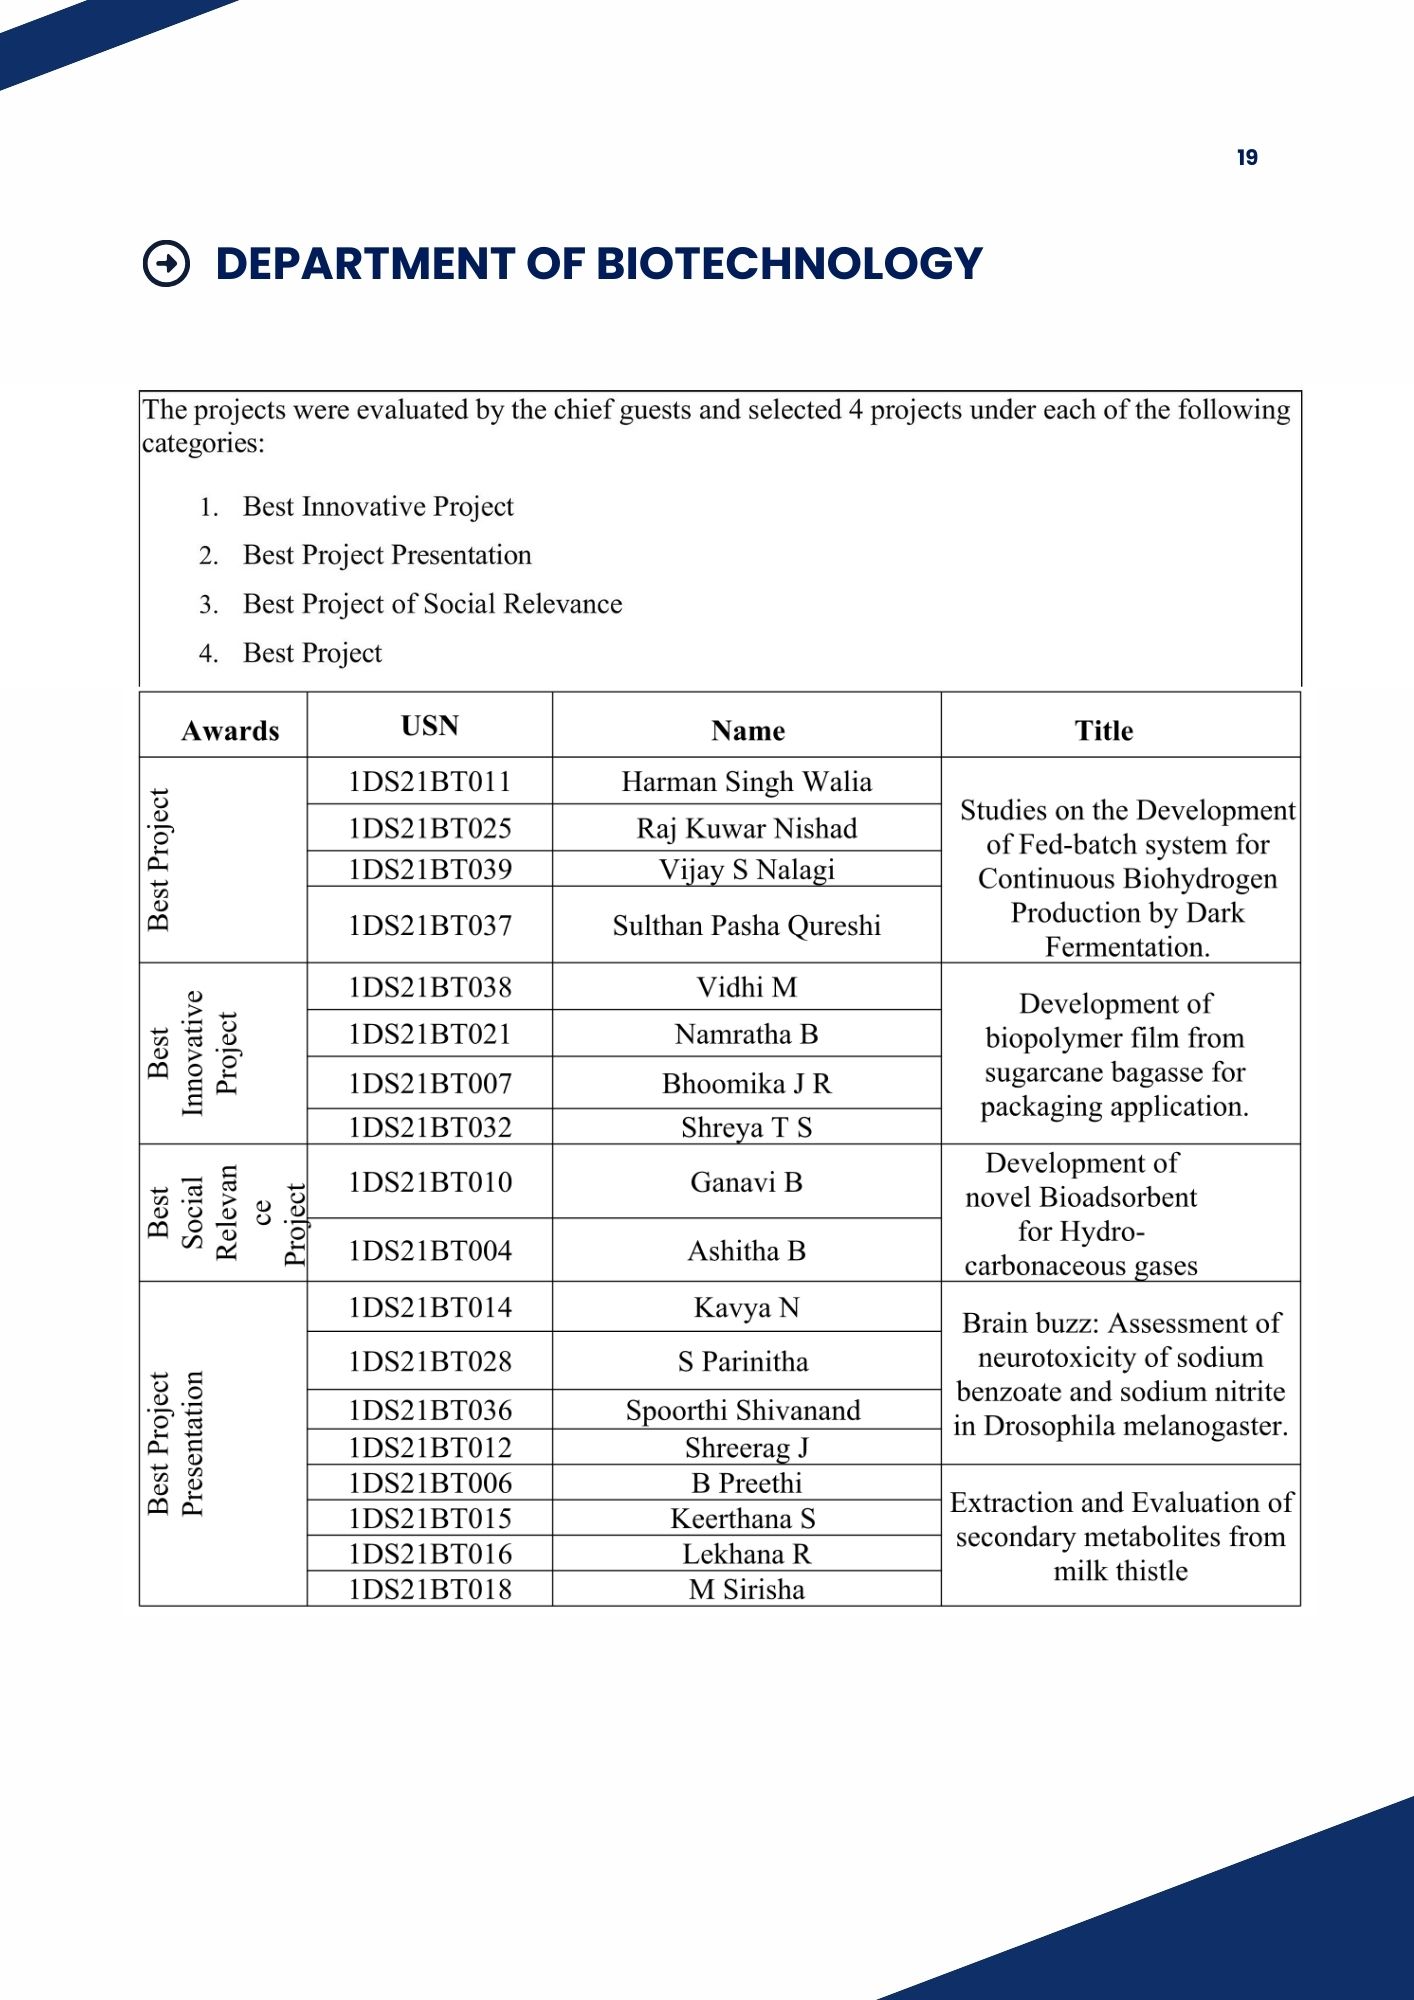 19
DEPARTMENT OF BIOTECHNOLOGY
The projects were evaluated by the chief guests and selected 4 projects under each of the following
categories:
1. Best Innovative Project
2. Best Project Presentation
3. Best Project of Social Relevance
4. Best Project
Awards USN Name Title
Best Project
1DS21BT011 Harman Singh Walia
1DS21BT025 Raj Kuwar Nishad
1DS21BT039 Vijay S Nalagi
1DS21BT037 Sulthan Pasha Qureshi
Studies on the Development
of Fed-batch system for
Continuous Biohydrogen
Production by Dark
Fermentation.
Best
Innovative
Project
1DS21BT038 Vidhi M
1DS21BT021 Namratha B
1DS21BT007 Bhoomika J R
1DS21BT032 Shreya T S
Development of
biopolymer film from
sugarcane bagasse for
packaging application.
Best
Social
Relevan
ce
Project
1DS21BT010 Ganavi B
1DS21BT004 Ashitha B
Development of
novel Bioadsorbent
for Hydro-
carbonaceous gases
Best Project
Presentation
1DS21BT014 Kavya N
1DS21BT028 S Parinitha
1DS21BT036 Spoorthi Shivanand
1DS21BT012 Shreerag J
Brain buzz: Assessment of
neurotoxicity of sodium
benzoate and sodium nitrite
in Drosophila melanogaster.
1DS21BT006 B Preethi
1DS21BT015 Keerthana S
1DS21BT016 Lekhana R
1DS21BT018 M Sirisha
Extraction and Evaluation of
secondary metabolites from
milk thistle